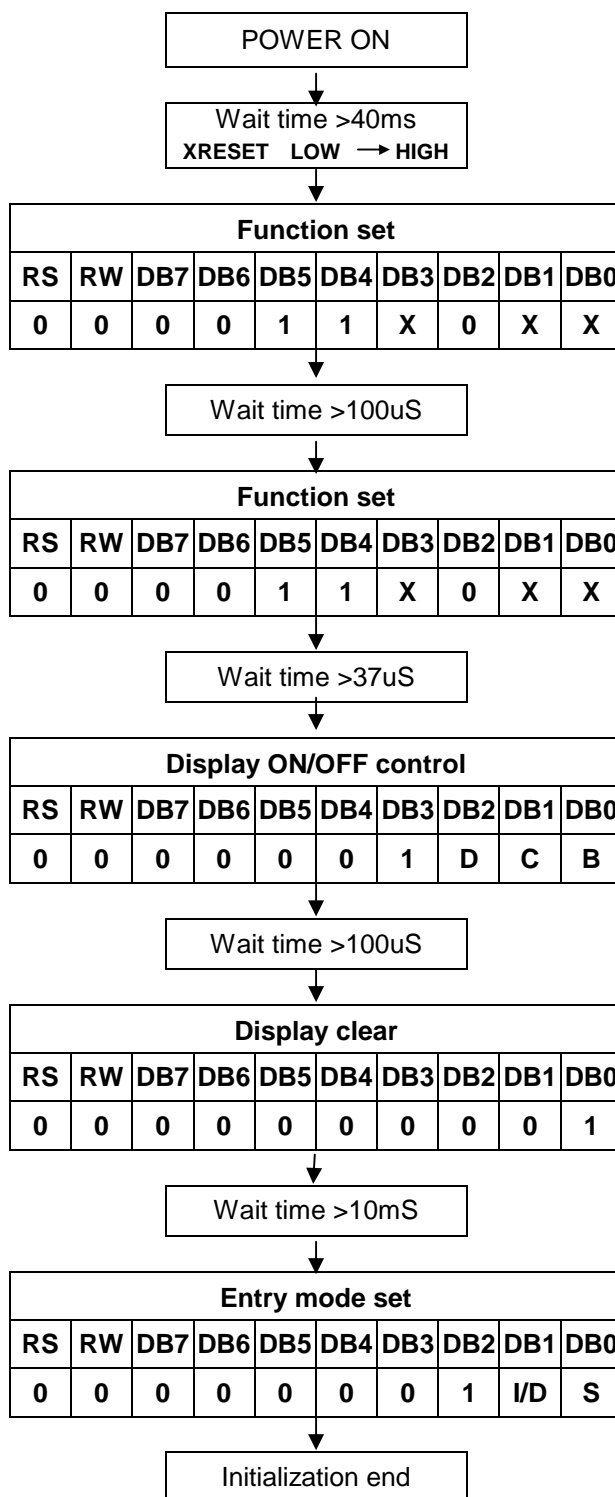 POWER ON
Wait time >40ms
XRESET LOW → HIGH
Function set
RS RW DB7 DB6 DB5 DB4 DB3 DB2 DB1 DB0
0 0 0 0 1 1 X 0 X X
Wait time >100uS
Function set
RS RW DB7 DB6 DB5 DB4 DB3 DB2 DB1 DB0
0 0 0 0 1 1 X 0 X X
Wait time >37uS
Display ON/OFF control
RS RW DB7 DB6 DB5 DB4 DB3 DB2 DB1 DB0
0 0 0 0 0 0 1 D C B
Wait time >100uS
Display clear
RS RW DB7 DB6 DB5 DB4 DB3 DB2 DB1 DB0
0 0 0 0 0 0 0 0 0 1
Wait time >10mS
Entry mode set
RS RW DB7 DB6 DB5 DB4 DB3 DB2 DB1 DB0
0 0 0 0 0 0 0 1 I/D S
Initialization end